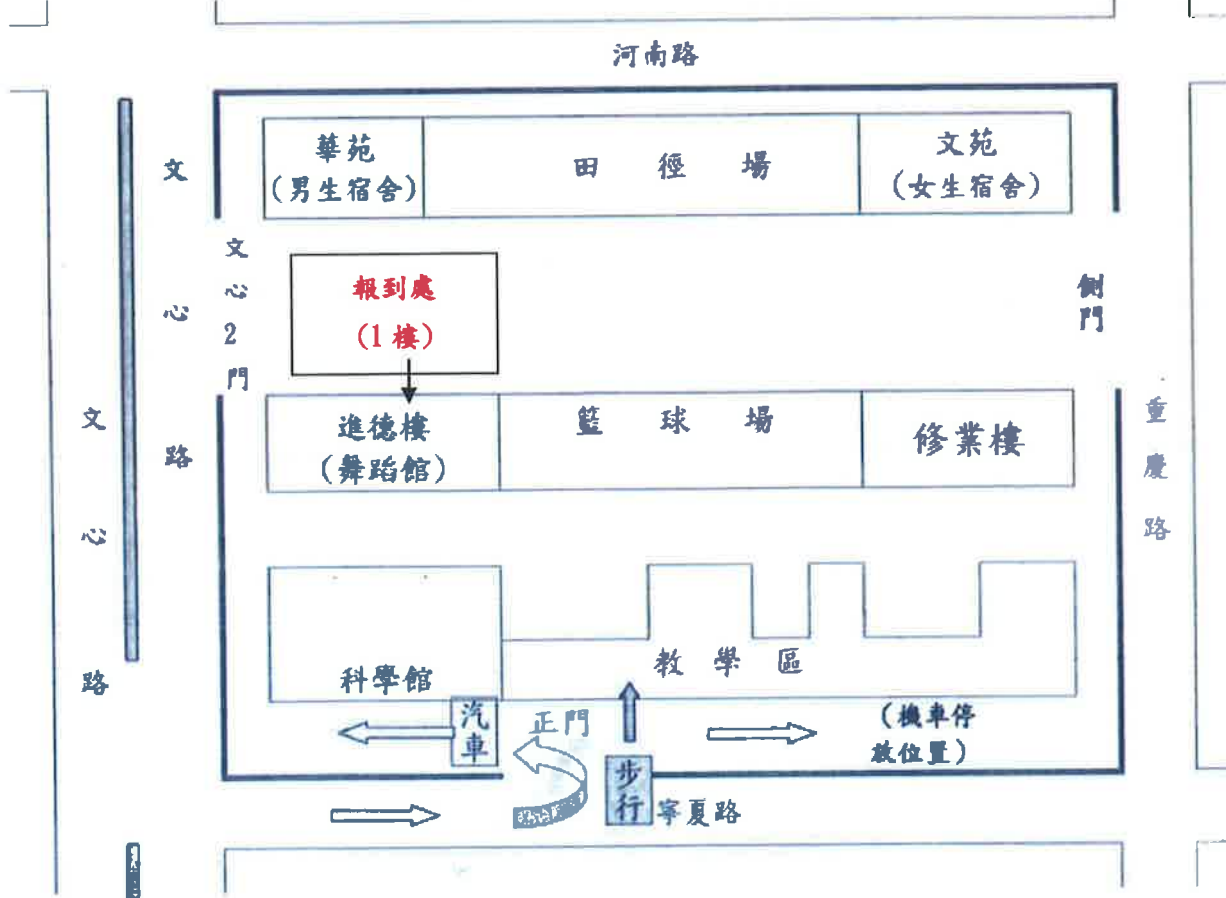 河南路
華苑
(男生宿舍)
田徑場
文苑
(女生宿舍)
文心路
文心2門
報到處
(1樓)
側門
進德樓
(舞蹈館)
籃球場
修業樓
文心路
重慶路
科學館
教學區
汽車
正門
(機車停
放位置)
步行
寧夏路